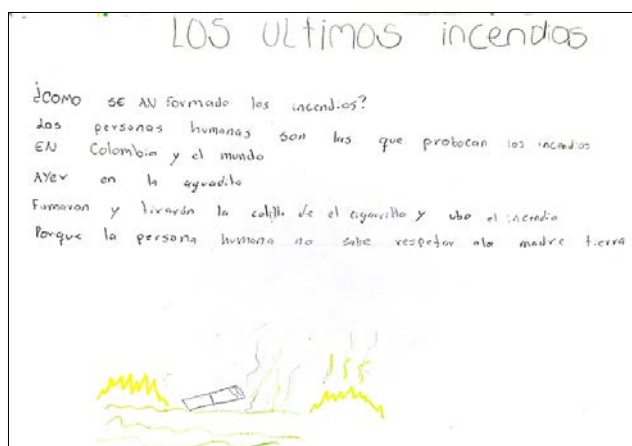 LOS ULtimos incendios
¿COMO SE AN Formado los incendios?
Las personas humanas son las que probocan los incendios
EN Colombia y el mundo
AYer en la aguadita
Fumaron y tirarón la colilla de el cigarrillo y ubo el incendio
Porque la persona humana no sabe respetar ala madre tierra